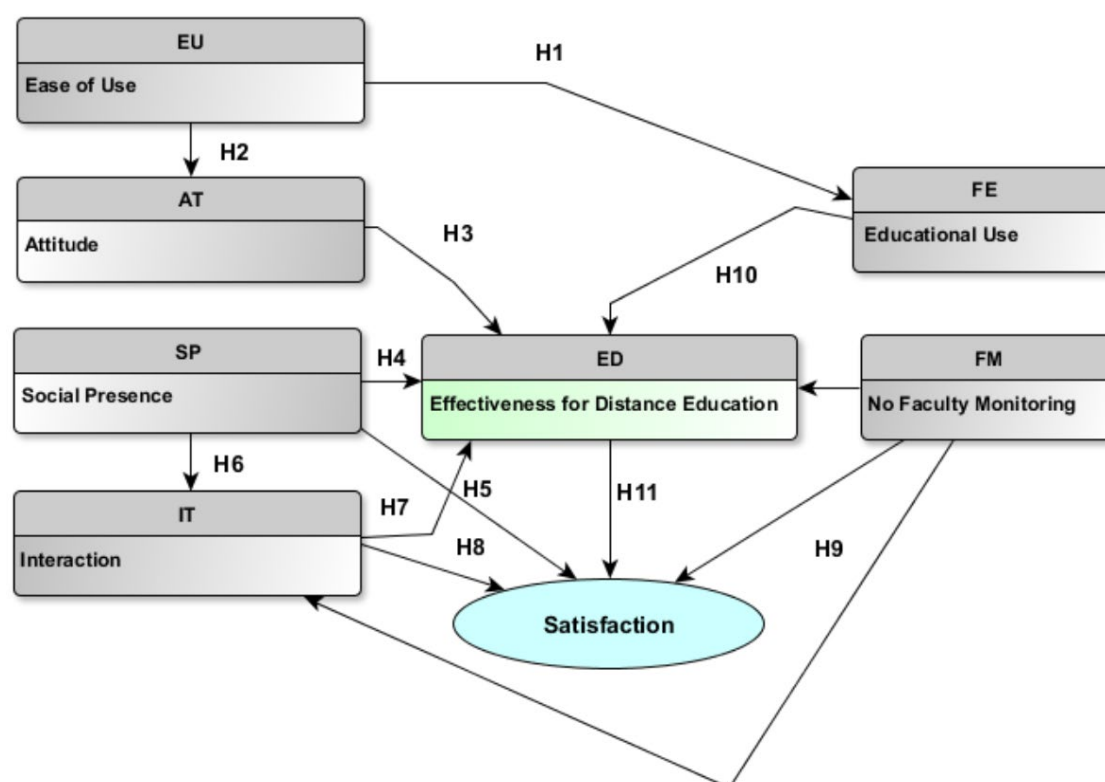 EU
Ease of Use
H1
H2
AT
Attitude
H3
FE
Educational Use
H10
SP
Social Presence
H4
ED
Effectiveness for Distance Education
FM
No Faculty Monitoring
H6
H5
H11
IT
Interaction
H7
H8
H9
Satisfaction